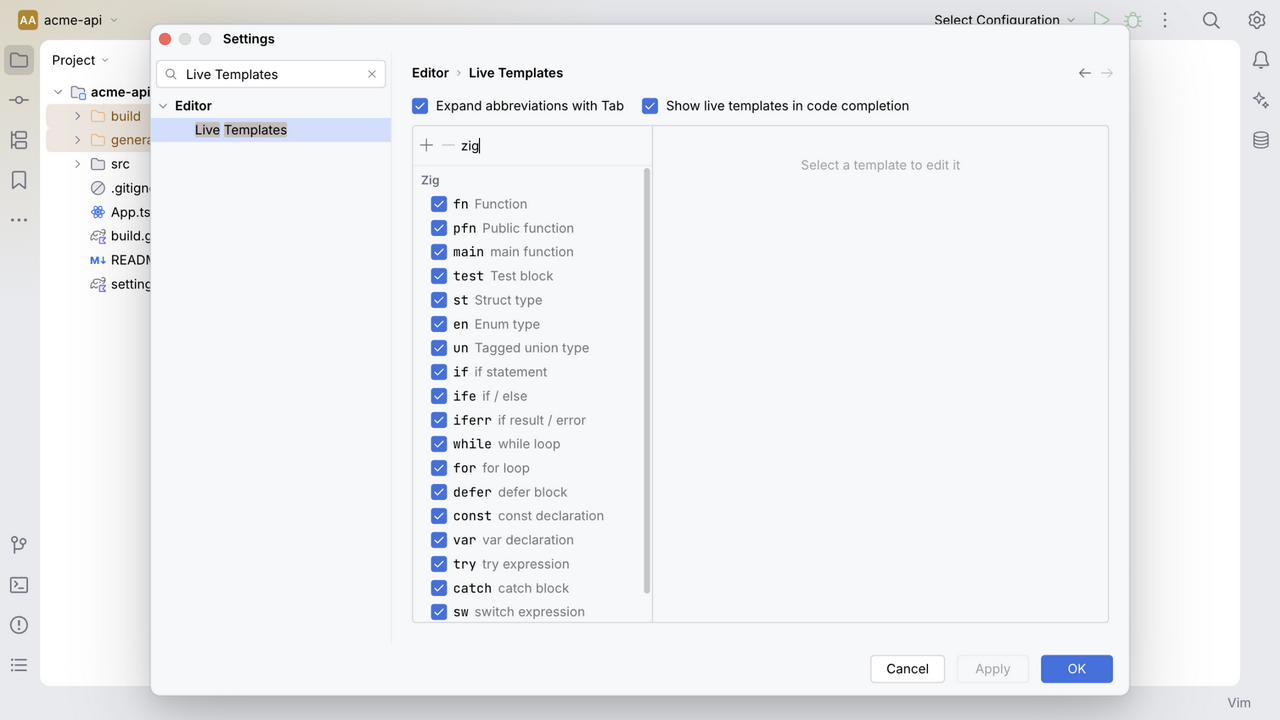 AA acme-api
Select Configuration
Project
acme-api
build
genera
src
.gitign
App.ts
build.g
M↓ READM
setting
Settings
Live Templates
Editor
Live Templates
Editor › Live Templates
Expand abbreviations with Tab
Show live templates in code completion
zig
Zig
fn Function
pfn Public function
main main function
test Test block
st Struct type
en Enum type
un Tagged union type
if if statement
ife if / else
iferr if result / error
while while loop
for for loop
defer defer block
const const declaration
var var declaration
try try expression
catch catch block
sw switch expression
Select a template to edit it
Cancel
Apply
OK
Vim